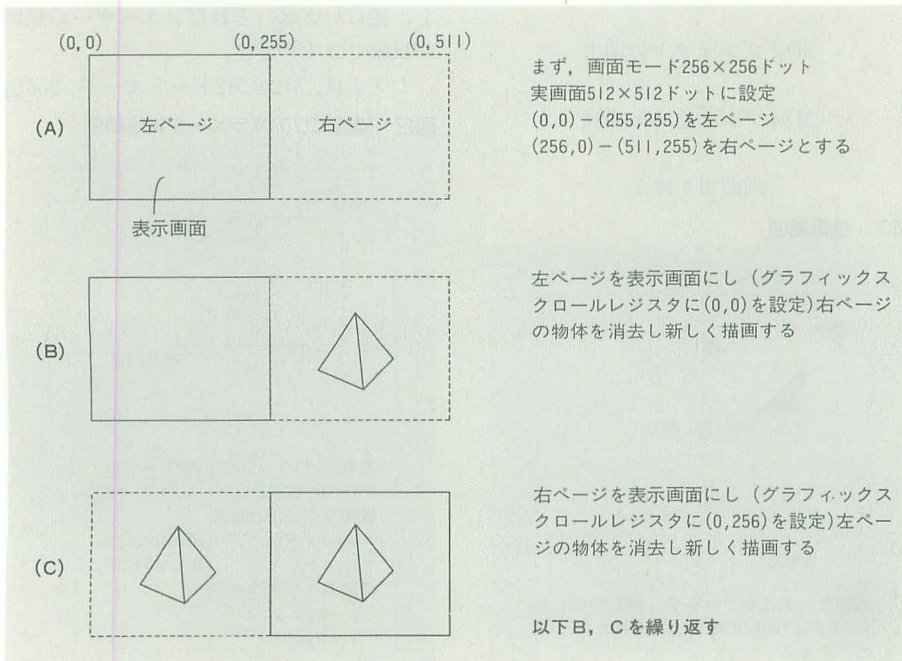 (0,0) (0,255) (0,511)
(A)
左ページ 右ページ
表示画面
まず，画面モード256×256ドット
実画面512×512ドットに設定
(0,0)−(255,255)を左ページ
(256,0)−(511,255)を右ページとする
(B)
左ページを表示画面にし（グラフィックス
クロールレジスタに(0,0)を設定)右ページ
の物体を消去し新しく描画する
(C)
右ページを表示画面にし（グラフィックス
クロールレジスタに(0,256)を設定)左ペー
ジの物体を消去し新しく描画する
以下B，Cを繰り返す